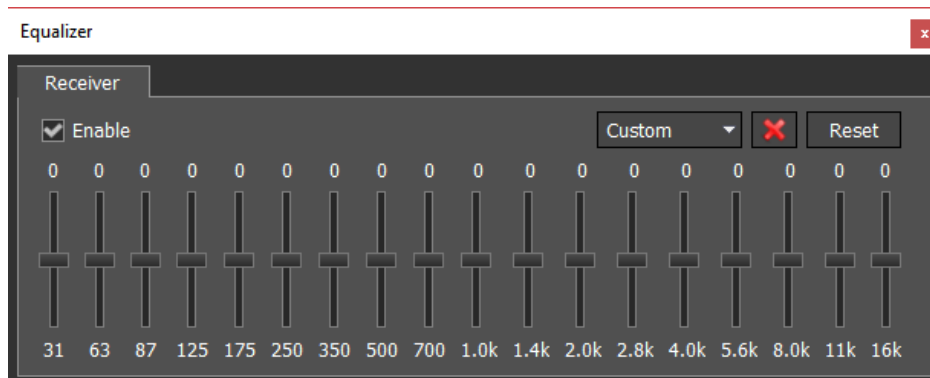 Equalizer x
Receiver
Enable Custom Reset
0 0 0 0 0 0 0 0 0 0 0 0 0 0 0 0 0 0
31 63 87 125 175 250 350 500 700 1.0k 1.4k 2.0k 2.8k 4.0k 5.6k 8.0k 11k 16k